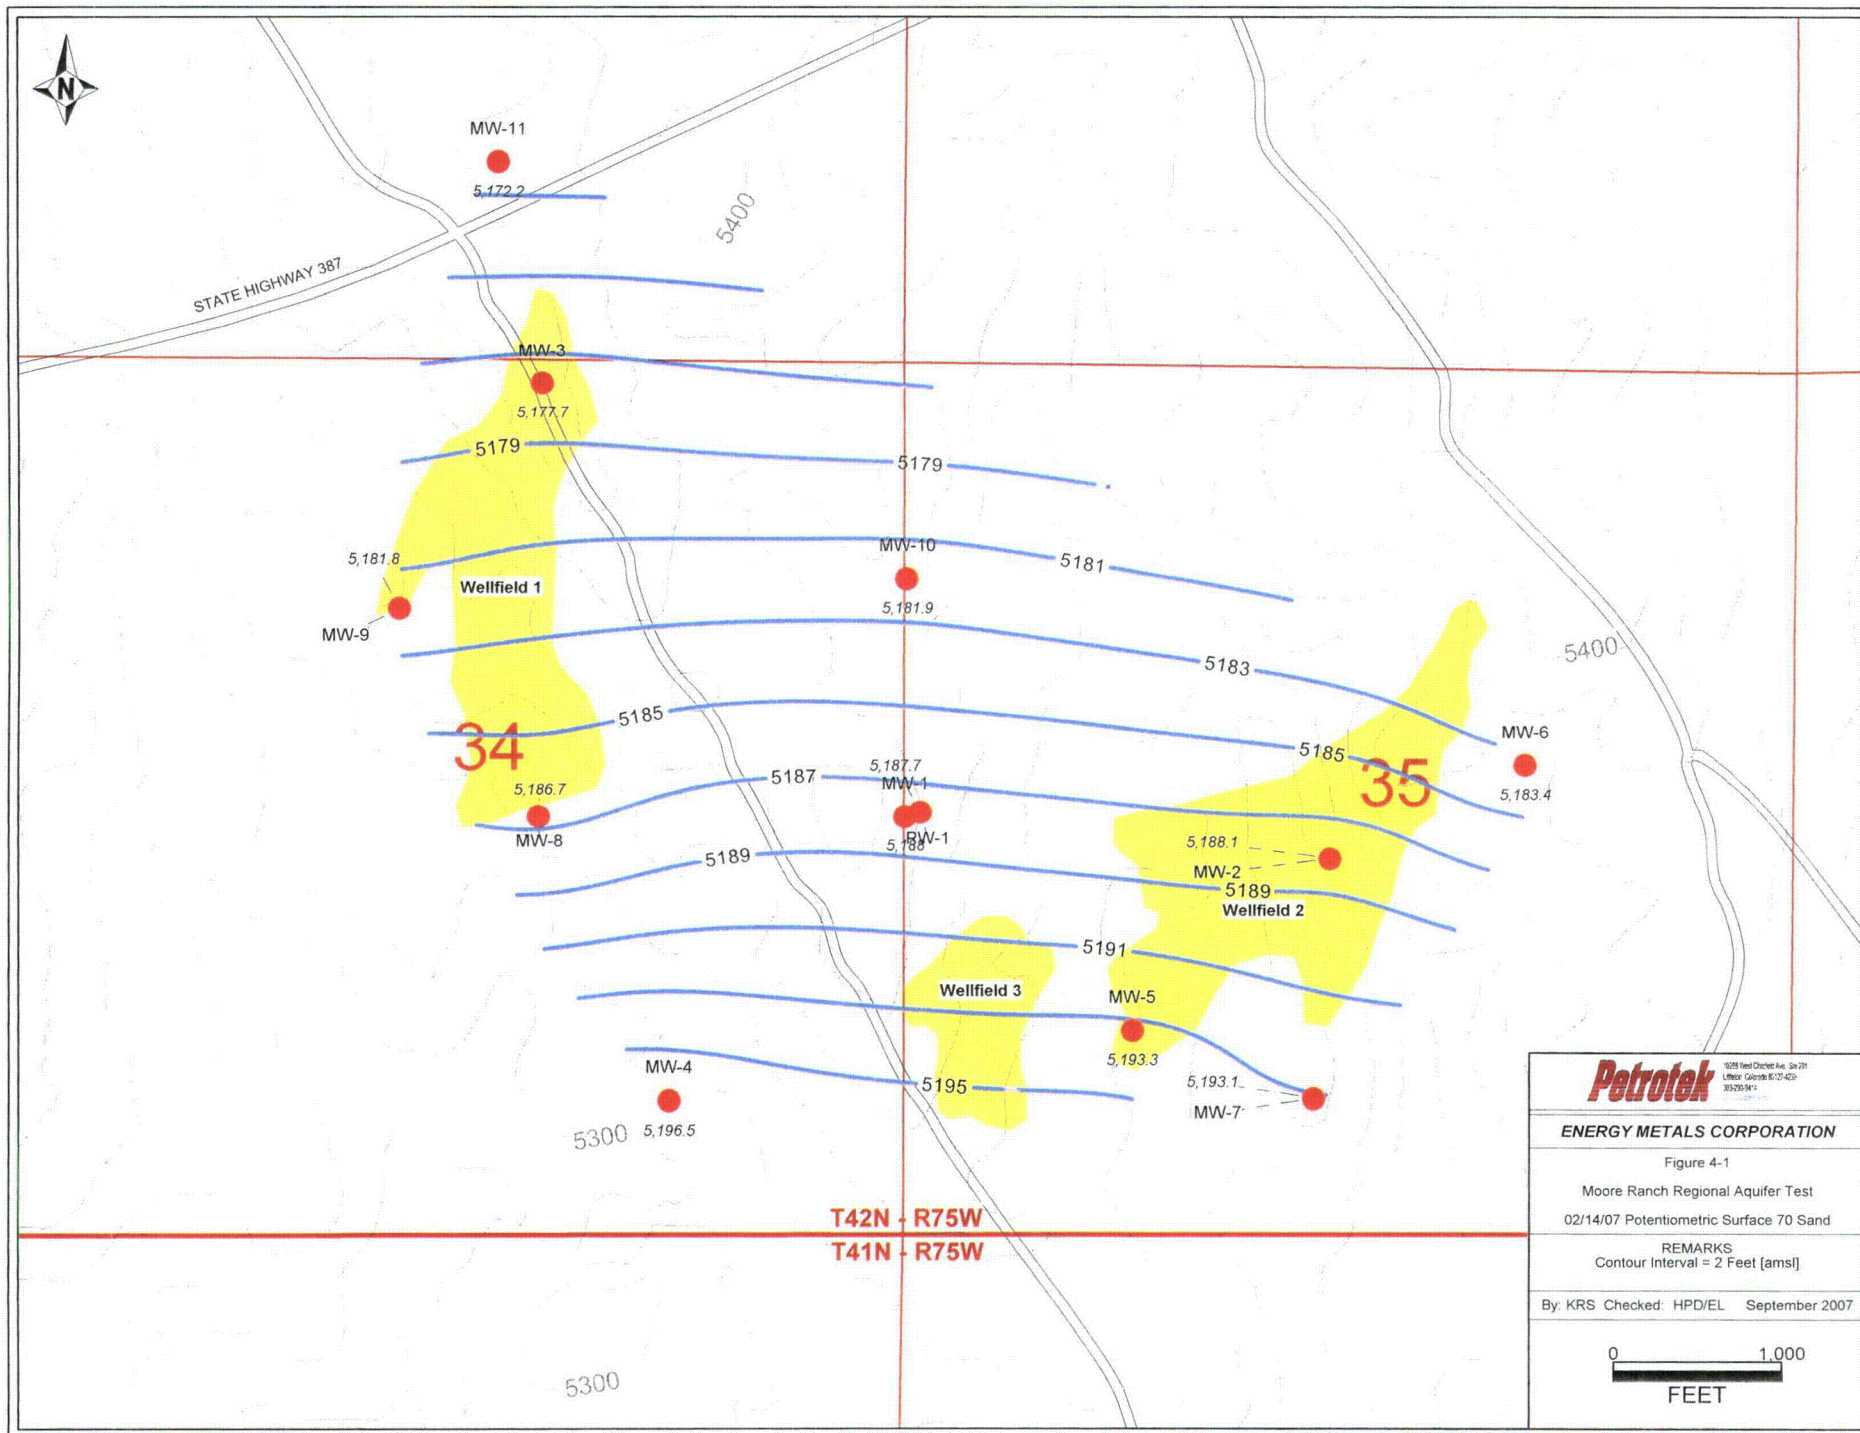 N
MW-11
5,172.2
5400
STATE HIGHWAY 387
MW-3
5,177.7
5179
5179
5,181.8
MW-10
5181
Wellfield 1
5,181.9
MW-9
5183
5400
5185
34
5185
MW-6
5,187.7
5187
MW-1
35
5,186.7
5,183.4
MW-8
RW-1
5,188
5,188.1
5189
MW-2
5189
Wellfield 2
5191
Wellfield 3
MW-5
5,193.3
MW-4
5195
5,193.1
MW-7
5300
5,196.5
T42N - R75W
T41N - R75W
5300
Petrotek
ENERGY METALS CORPORATION
Figure 4-1
Moore Ranch Regional Aquifer Test
02/14/07 Potentiometric Surface 70 Sand
REMARKS
Contour Interval = 2 Feet [amsl]
By: KRS Checked: HPD/EL September 2007
0 1,000
FEET